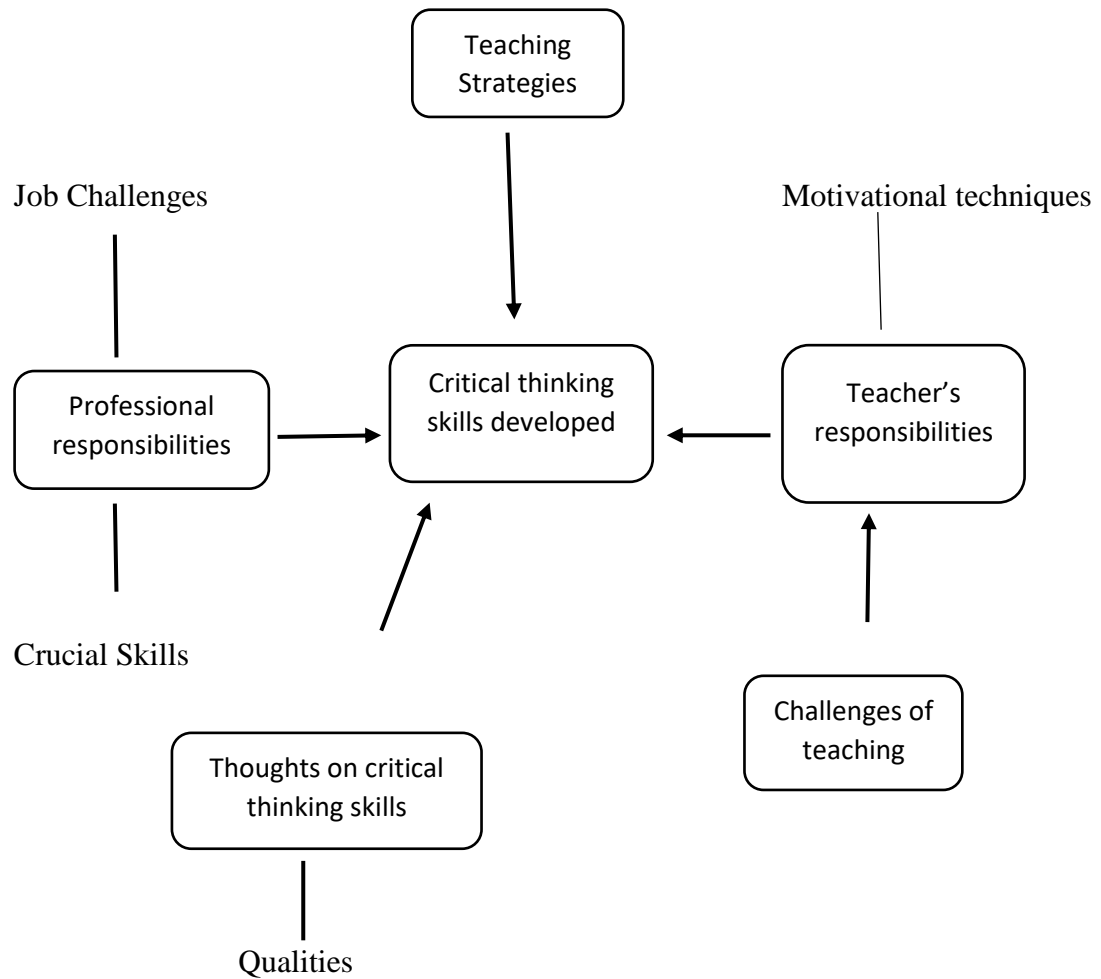 Teaching
Strategies
Job Challenges
Motivational techniques
Professional
responsibilities
Critical thinking
skills developed
Teacher’s
responsibilities
Crucial Skills
Challenges of
teaching
Thoughts on critical
thinking skills
Qualities